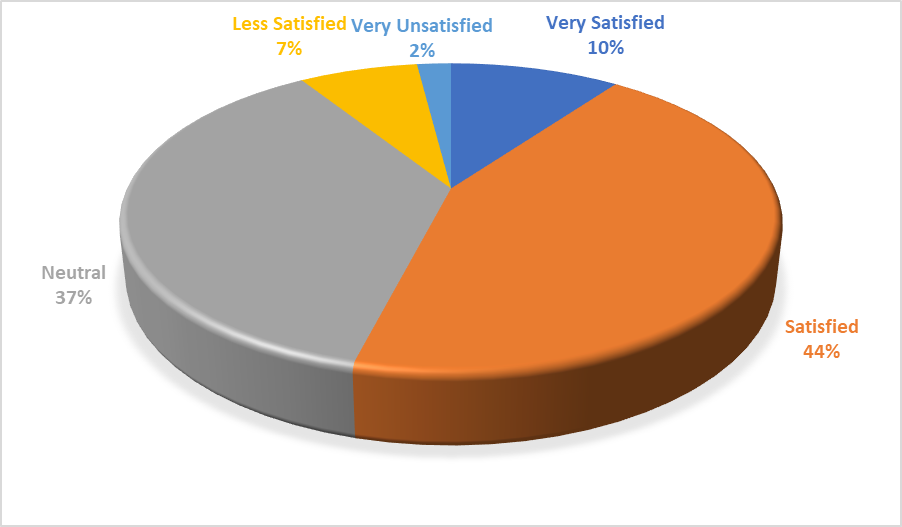 Less Satisfied
7%
Very Unsatisfied
2%
Very Satisfied
10%
Neutral
37%
Satisfied
44%